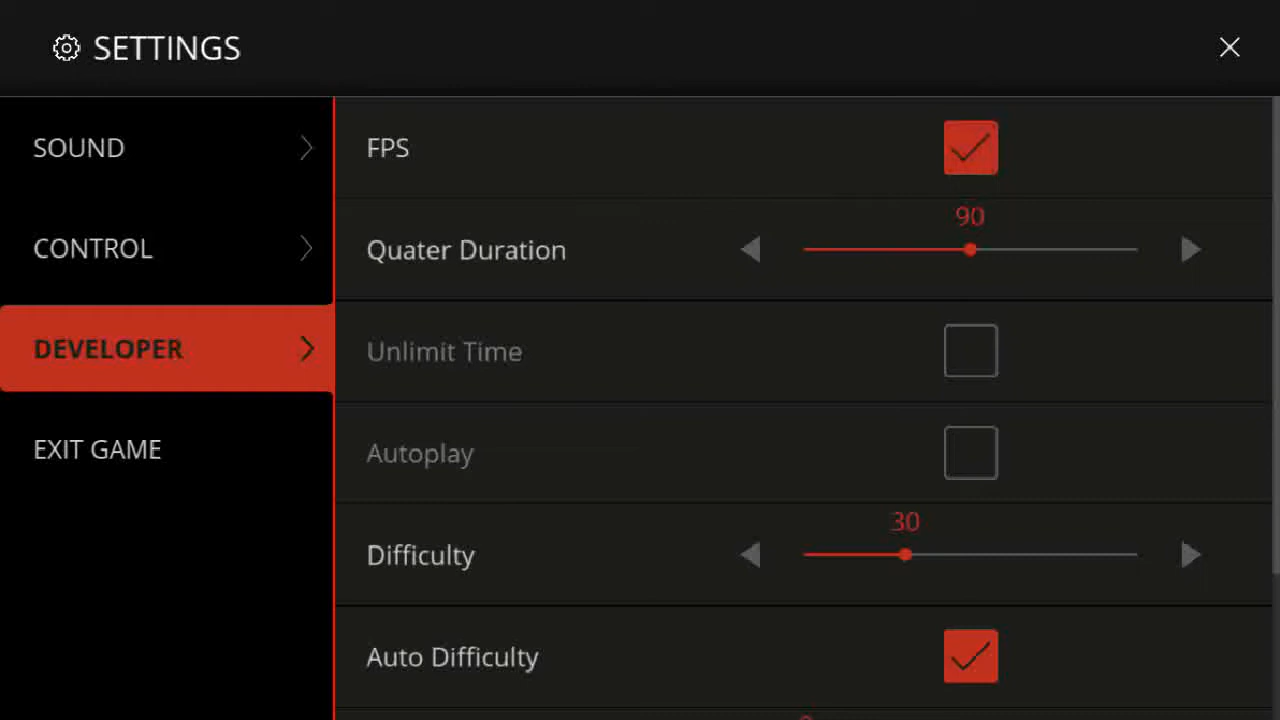 SETTINGS
SOUND
CONTROL
DEVELOPER
EXIT GAME
FPS
90
Quater Duration
Unlimit Time
Autoplay
30
Difficulty
Auto Difficulty